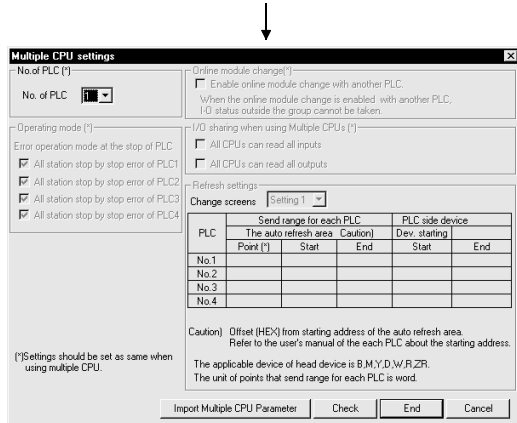 Multiple CPU settings
No.of PLC (*)
No. of PLC 1
Online module change(*)
Enable online module change with another PLC.
When the online module change is enabled with another PLC,
I-O status outside the group cannot be taken.
Operating mode (*)
Error operation mode at the stop of PLC
All station stop by stop error of PLC1
All station stop by stop error of PLC2
All station stop by stop error of PLC3
All station stop by stop error of PLC4
I/O sharing when using Multiple CPUs (*)
All CPUs can read all inputs
All CPUs can read all outputs
Refresh settings
Change screens Setting 1
PLC Send range for each PLC PLC side device
The auto refresh area Caution) Dev. starting
Point (*) Start End Start End
No.1
No.2
No.3
No.4
Caution) Offset (HEX) from starting address of the auto refresh area.
Refer to the user's manual of the each PLC about the starting address.
The applicable device of head device is B,M,Y,D,W,R,ZR.
The unit of points that send range for each PLC is word.
(*)Settings should be set as same when
using multiple CPU.
Import Multiple CPU Parameter Check End Cancel